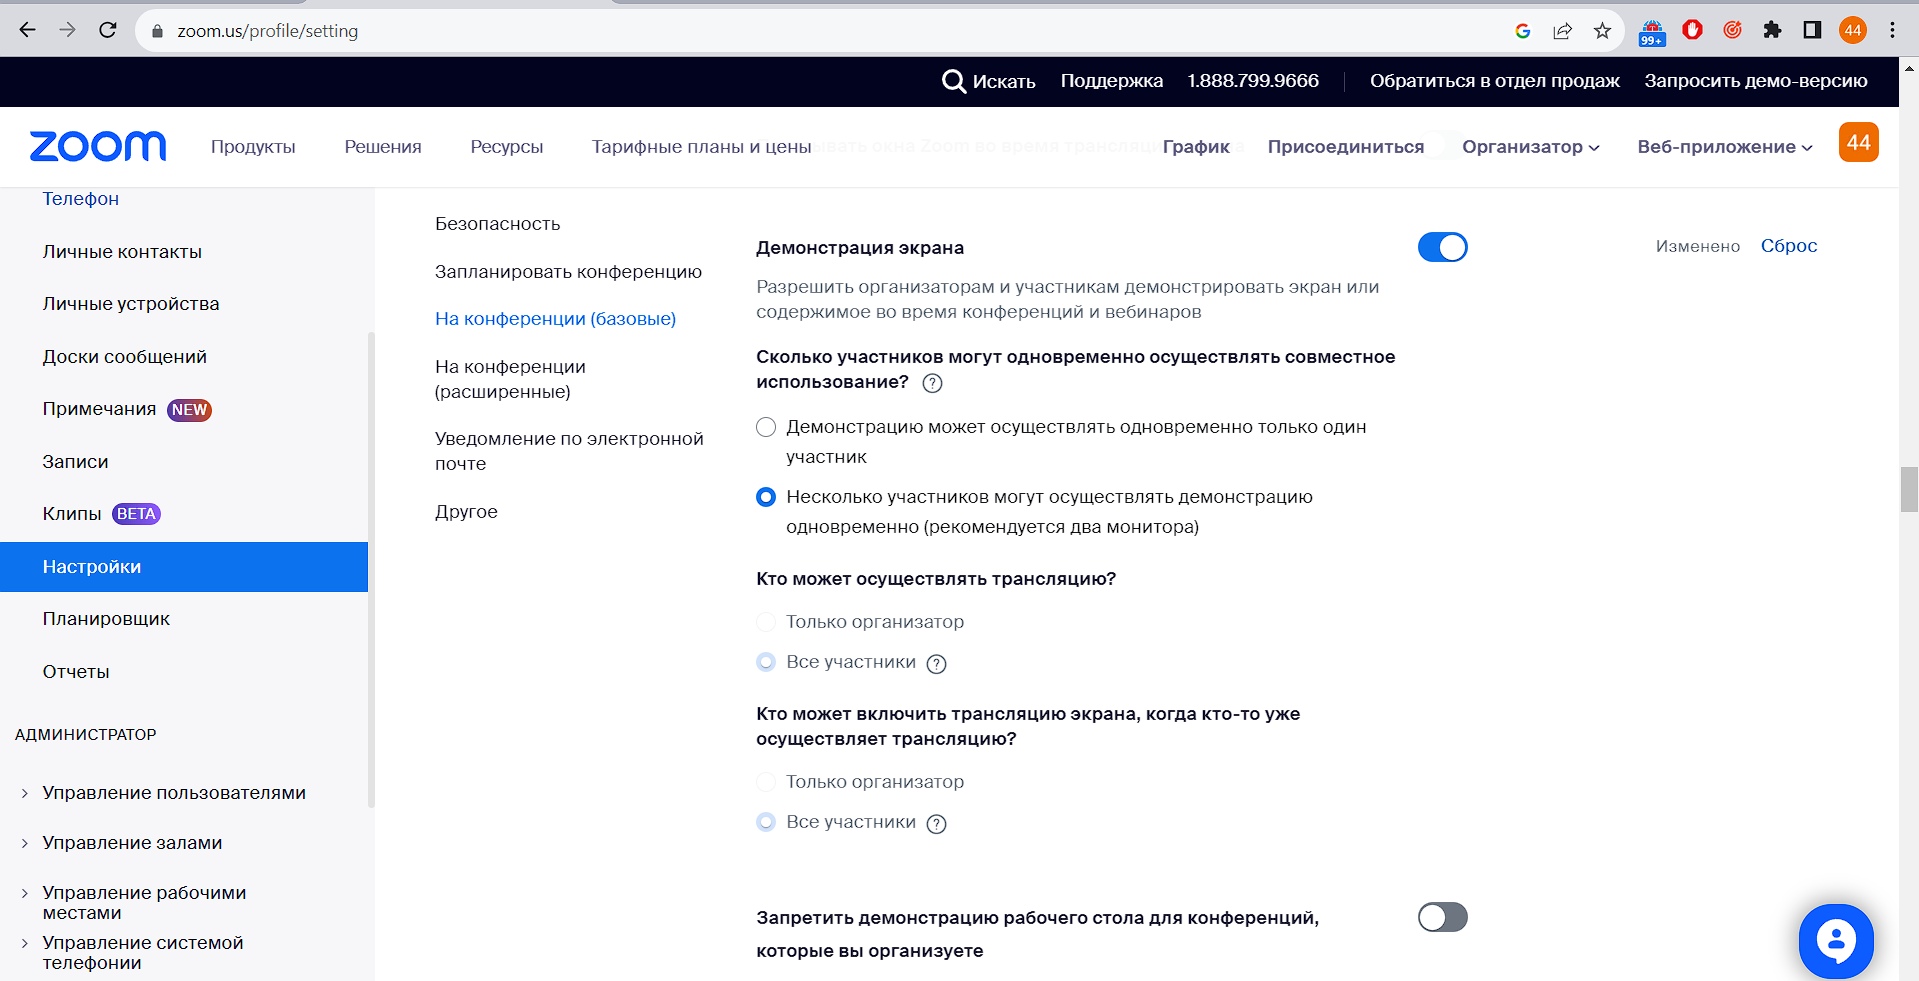 zoom.us/profile/setting
99+
44
Искать Поддержка 1.888.799.9666 Обратиться в отдел продаж Запросить демо-версию
zoom Продукты Решения Ресурсы Тарифные планы и цены График Присоединиться Организатор Веб-приложение 44
ывать окна Zoom во время трансляци
Телефон
Личные контакты
Личные устройства
Доски сообщений
Примечания NEW
Записи
Клипы BETA
Настройки
Планировщик
Отчеты
АДМИНИСТРАТОР
Управление пользователями
Управление залами
Управление рабочими
местами
Управление системой
телефонии
Безопасность
Запланировать конференцию
На конференции (базовые)
На конференции
(расширенные)
Уведомление по электронной
почте
Другое
Демонстрация экрана Изменено Сброс
Разрешить организаторам и участникам демонстрировать экран или
содержимое во время конференций и вебинаров
Сколько участников могут одновременно осуществлять совместное
использование? ?
Демонстрацию может осуществлять одновременно только один
участник
Несколько участников могут осуществлять демонстрацию
одновременно (рекомендуется два монитора)
Кто может осуществлять трансляцию?
Только организатор
Все участники ?
Кто может включить трансляцию экрана, когда кто-то уже
осуществляет трансляцию?
Только организатор
Все участники ?
Запретить демонстрацию рабочего стола для конференций,
которые вы организуете